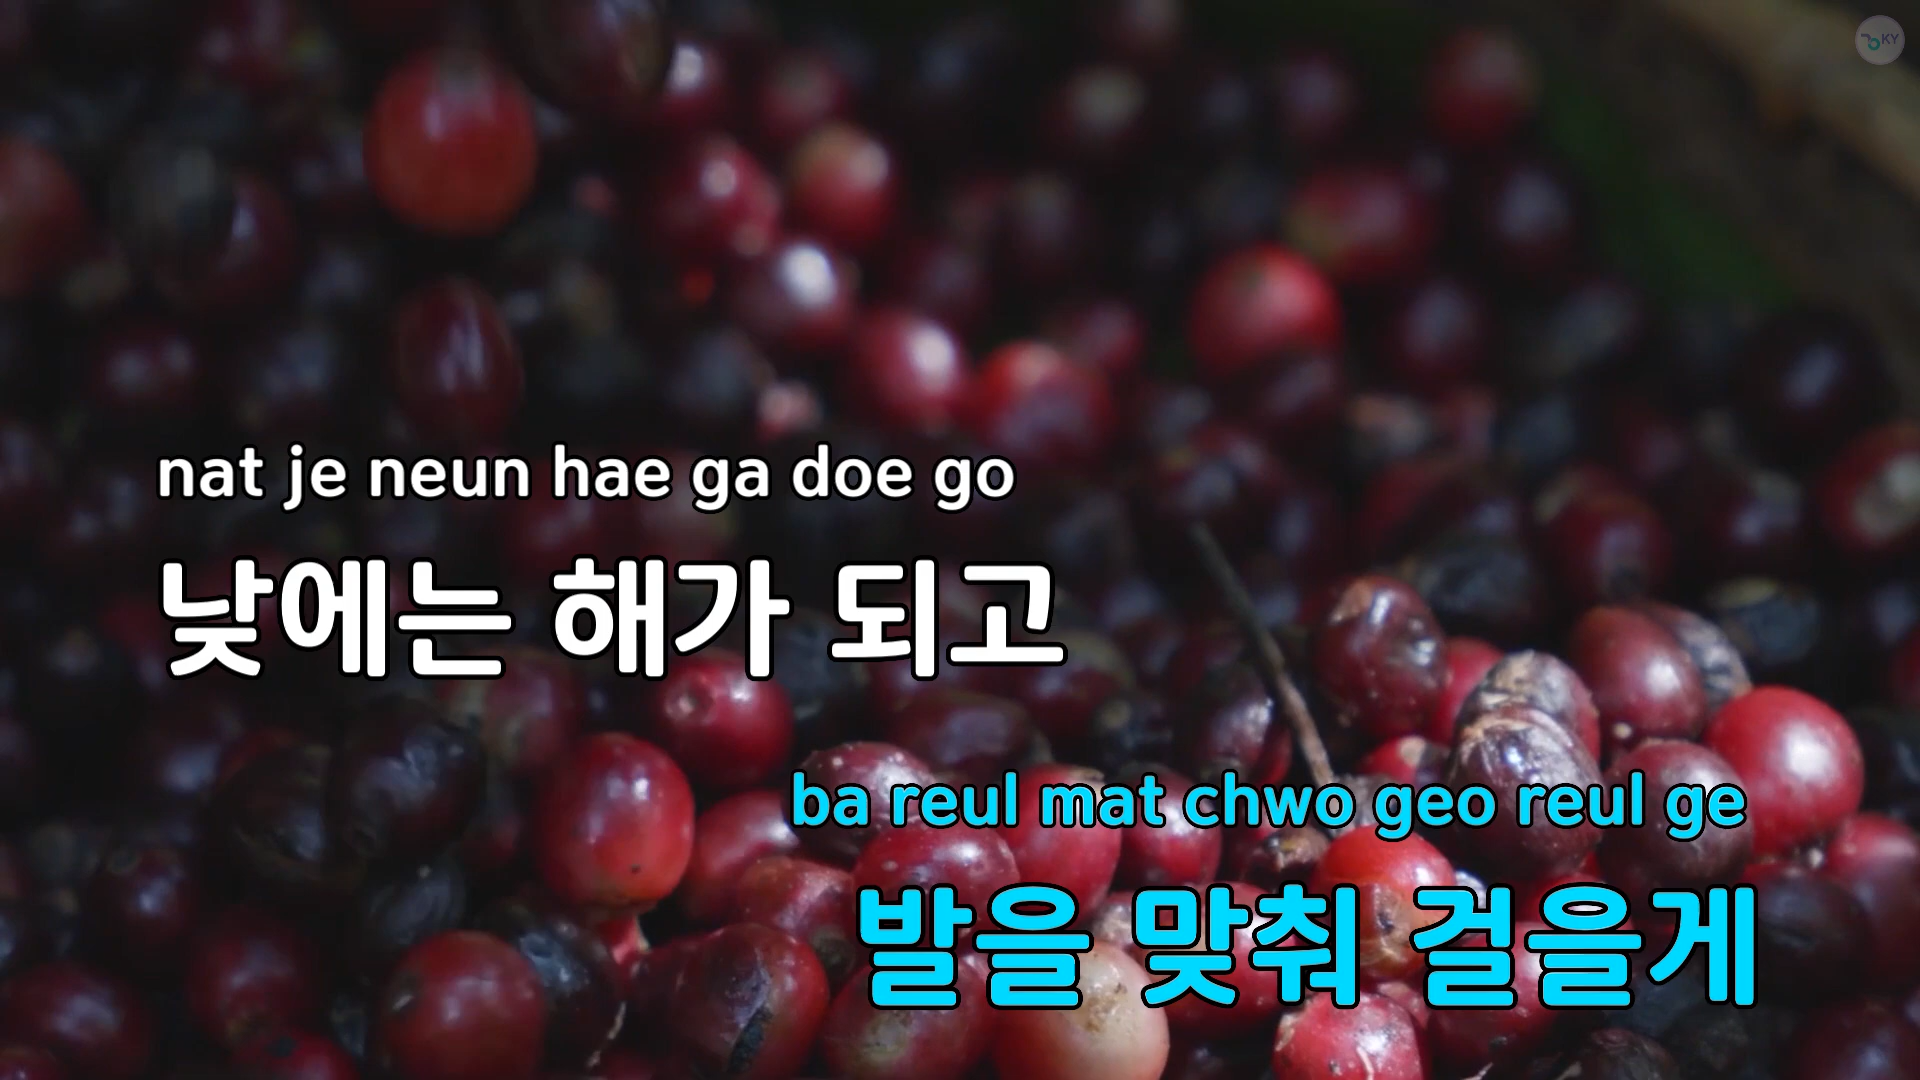 KY
nat je neun hae ga doe go
낮에는 해가 되고
ba reul mat chwo geo reul ge
발을 맞춰 걸을게